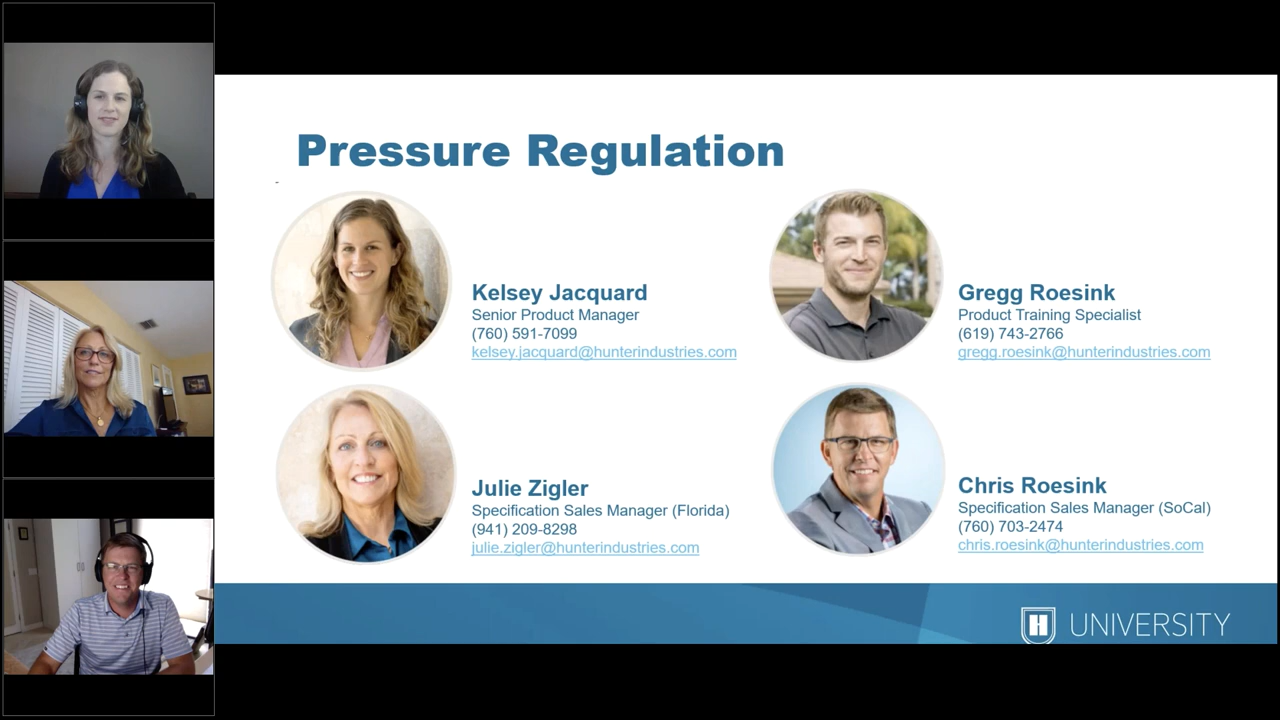 Pressure Regulation
Kelsey Jacquard
Senior Product Manager
(760) 591-7099
kelsey.jacquard@hunterindustries.com
Gregg Roesink
Product Training Specialist
(619) 743-2766
gregg.roesink@hunterindustries.com
Julie Zigler
Specification Sales Manager (Florida)
(941) 209-8298
julie.zigler@hunterindustries.com
Chris Roesink
Specification Sales Manager (SoCal)
(760) 703-2474
chris.roesink@hunterindustries.com
H UNIVERSITY